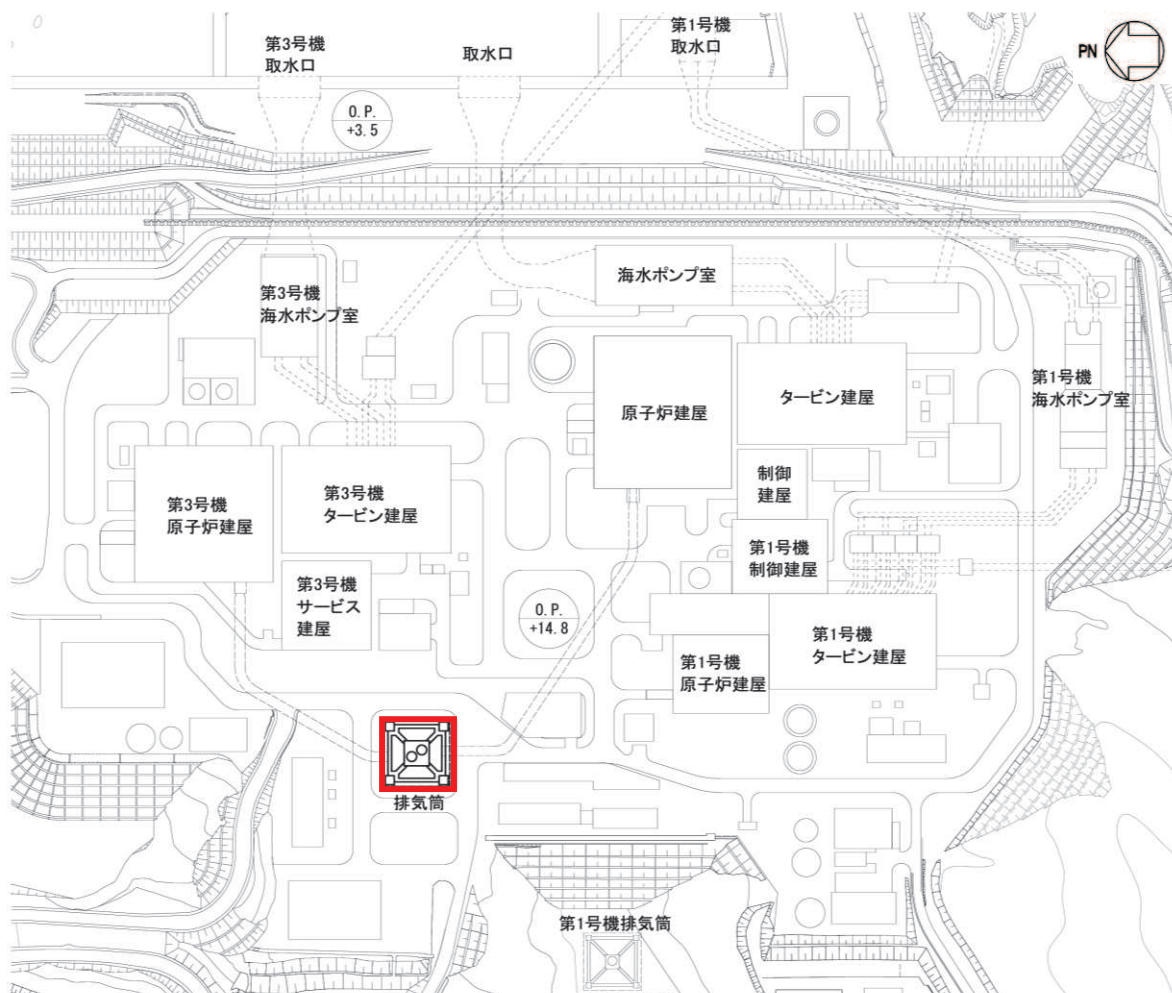 第3号機
取水口
取水口
第1号機
取水口
PN
O.P.
+3.5
第3号機
海水ポンプ室
海水ポンプ室
第1号機
海水ポンプ室
原子炉建屋
タービン建屋
制御
建屋
第3号機
原子炉建屋
第3号機
タービン建屋
第1号機
制御建屋
第3号機
サービス
建屋
O.P.
+14.8
第1号機
タービン建屋
第1号機
原子炉建屋
排気筒
第1号機排気筒